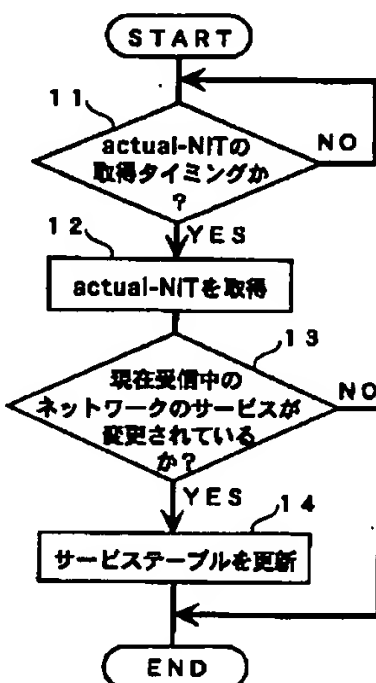 START
11
actual-NITの
取得タイミングか
?
NO
12
YES
actual-NITを取得
13
現在受信中の
ネットワークのサービスが
変更されている
か?
NO
YES
14
サービステーブルを更新
END